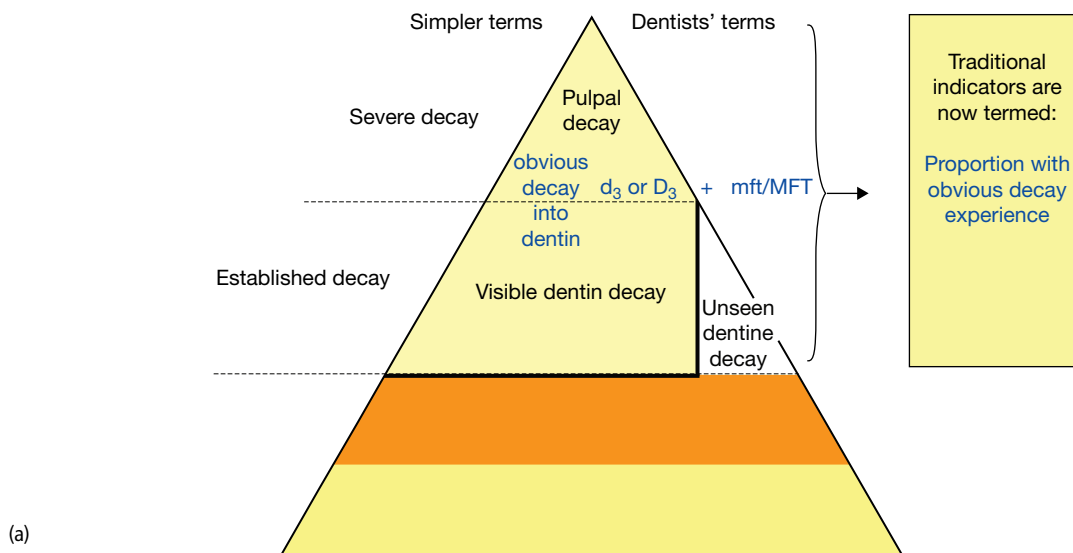 Simpler terms
Dentists' terms
Traditional
indicators are
now termed:
Proportion with
obvious decay
experience
Severe decay
Pulpal
decay
obvious
decay
into
dentin
d₃ or D₃ + mft/MFT
Established decay
Visible dentin decay
Unseen
dentine
decay
(a)